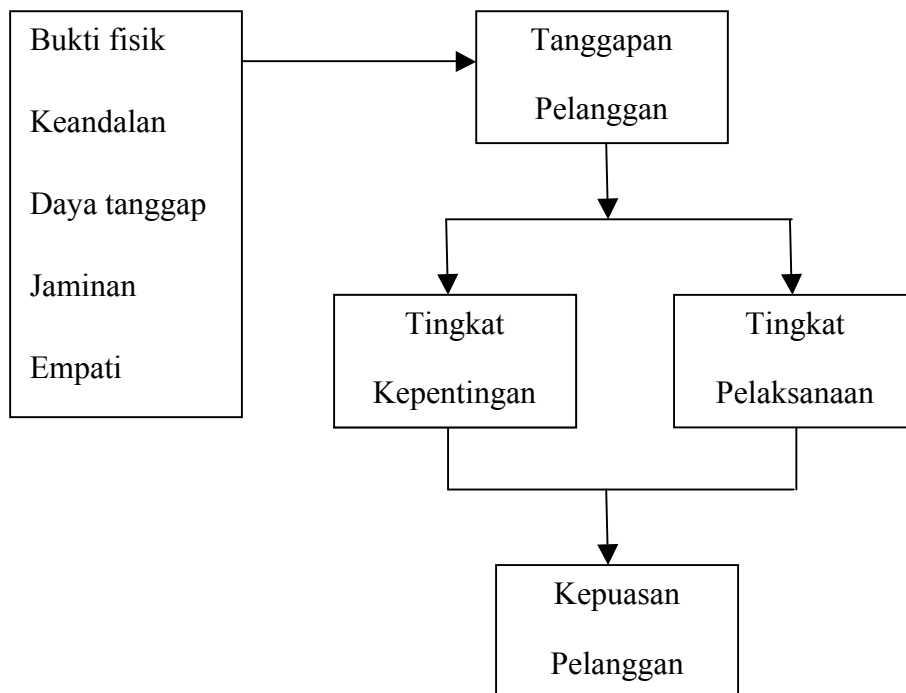 Bukti fisik
Keandalan
Daya tanggap
Jaminan
Empati
Tanggapan
Pelanggan
Tingkat
Kepentingan
Tingkat
Pelaksanaan
Kepuasan
Pelanggan